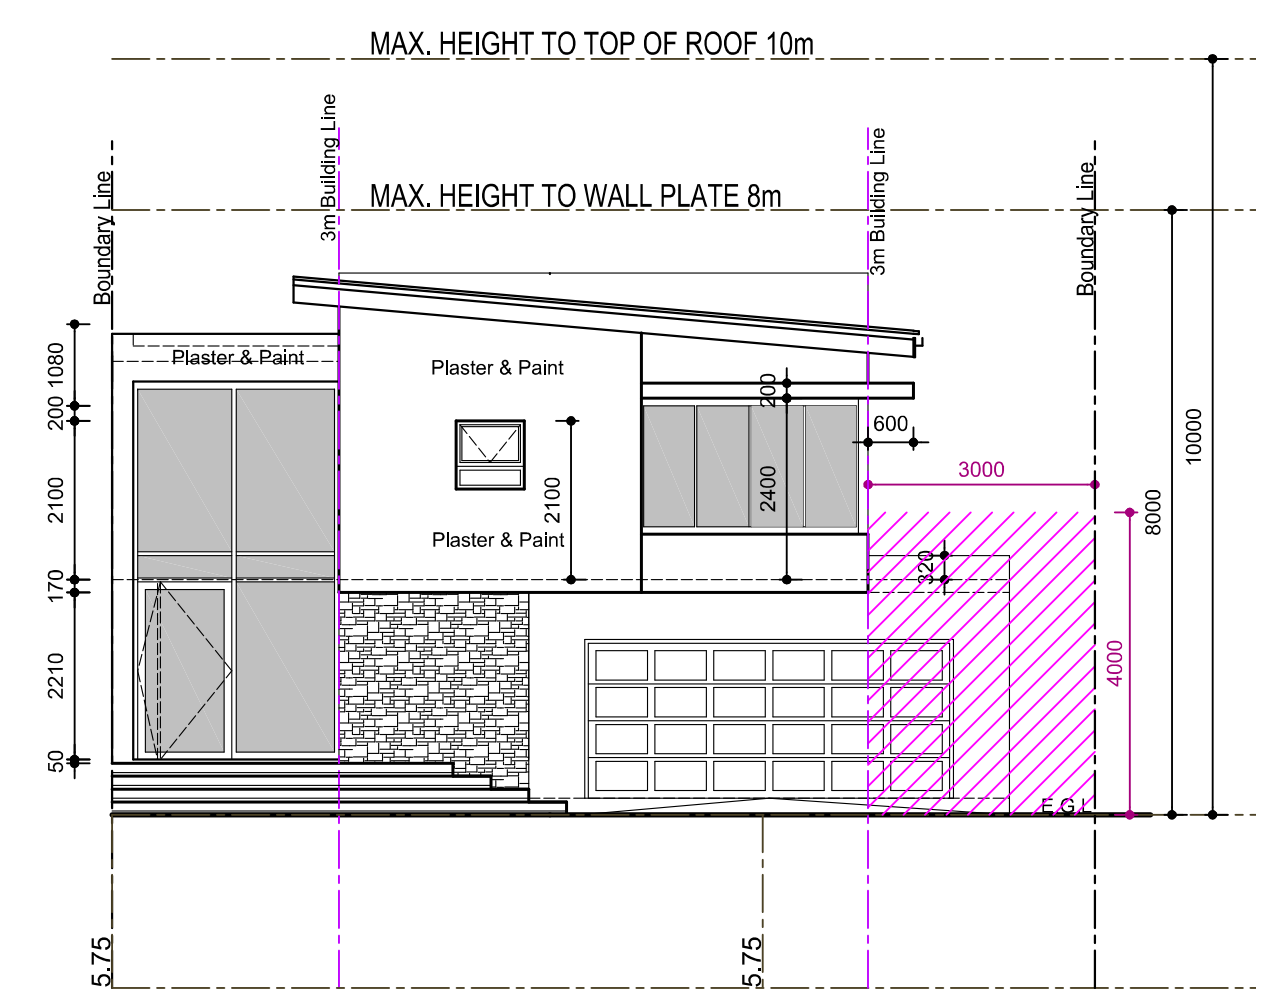 MAX. HEIGHT TO TOP OF ROOF 10m
3m Building Line
3m Building Line
Boundary Line
Boundary Line
MAX. HEIGHT TO WALL PLATE 8m
Plaster & Paint
Plaster & Paint
1080
200
200
600
10000
3000
2100
2100
2400
8000
Plaster & Paint
170
320
2210
4000
50
E G L
5.75
5.75